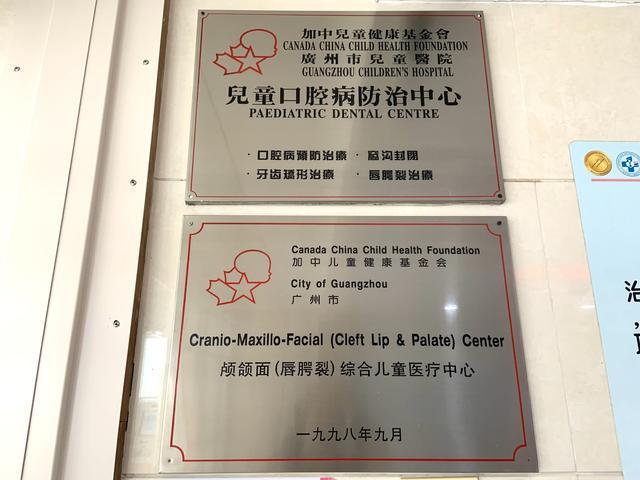 加中兒童健康基金會
CANADA CHINA CHILD HEALTH FOUNDATION
廣州市兒童醫院
GUANGZHOU CHILDREN'S HOSPITAL
兒童口腔病防治中心
PAEDIATRIC DENTAL CENTRE
·口腔病預防治療 ·窩沟封閉
·牙齿矯形治療 ·唇腭裂治療
Canada China Child Health Foundation
加中儿童健康基金会
City of Guangzhou
广州市
Cranio-Maxillo-Facial (Cleft Lip & Palate) Center
颅颌面(唇腭裂)综合儿童医疗中心
一九九八年九月
治